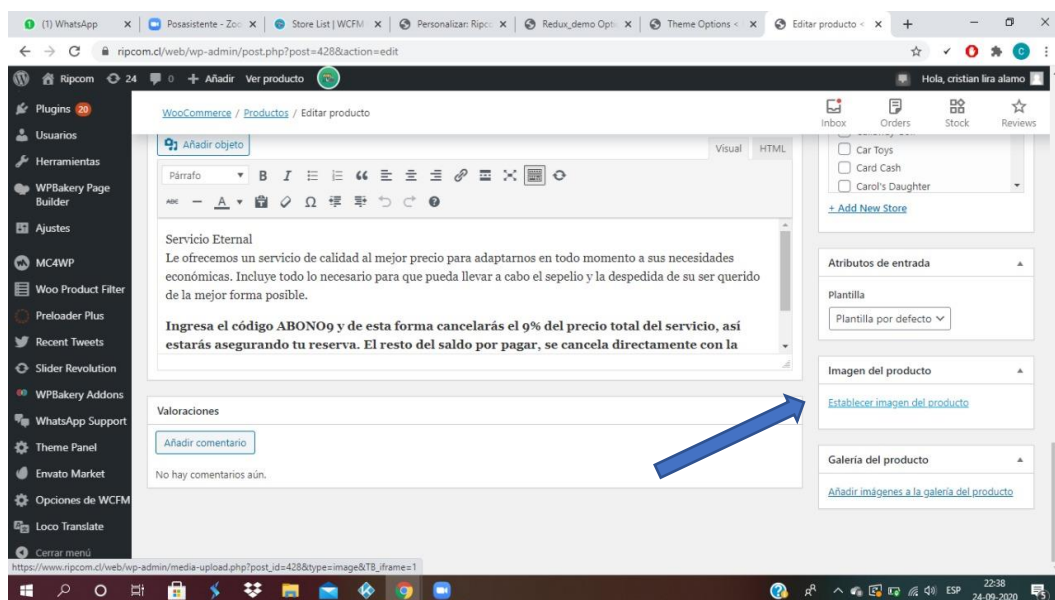 (1) WhatsApp
Posasistente - Zoo
Store List | WCFM
Personalizar: Ripco
Redux_demo Opti
Theme Options <
Editar producto <
ripcom.cl/web/wp-admin/post.php?post=428&action=edit
Ripcom 24 0 + Añadir Ver producto Hola, cristian lira alamo
Plugins 20
Usuarios
Herramientas
WPBakery Page
Builder
Ajustes
MC4WP
Woo Product Filter
Preloader Plus
Recent Tweets
Slider Revolution
WPBakery Addons
WhatsApp Support
Theme Panel
Envato Market
Opciones de WCFM
Loco Translate
Cerrar menú
WooCommerce / Productos / Editar producto
Inbox Orders Stock Reviews
Añadir objeto
Visual HTML
Párrafo B I
ABC A Ω
Servicio Eternal
Le ofrecemos un servicio de calidad al mejor precio para adaptarnos en todo momento a sus necesidades
económicas. Incluye todo lo necesario para que pueda llevar a cabo el sepelio y la despedida de su ser querido
de la mejor forma posible.
Ingresa el código ABONO9 y de esta forma cancelarás el 9% del precio total del servicio, así
estarás asegurando tu reserva. El resto del saldo por pagar, se cancela directamente con la
Valoraciones
Añadir comentario
No hay comentarios aún.
Car Toys
Card Cash
Carol's Daughter
+ Add New Store
Atributos de entrada
Plantilla
Plantilla por defecto
Imagen del producto
Establecer imagen del producto
Galería del producto
Añadir imágenes a la galería del producto
https://www.ripcom.cl/web/wp-admin/media-upload.php?post_id=428&type=image&TB_iframe=1
ESP
22:38
24-09-2020